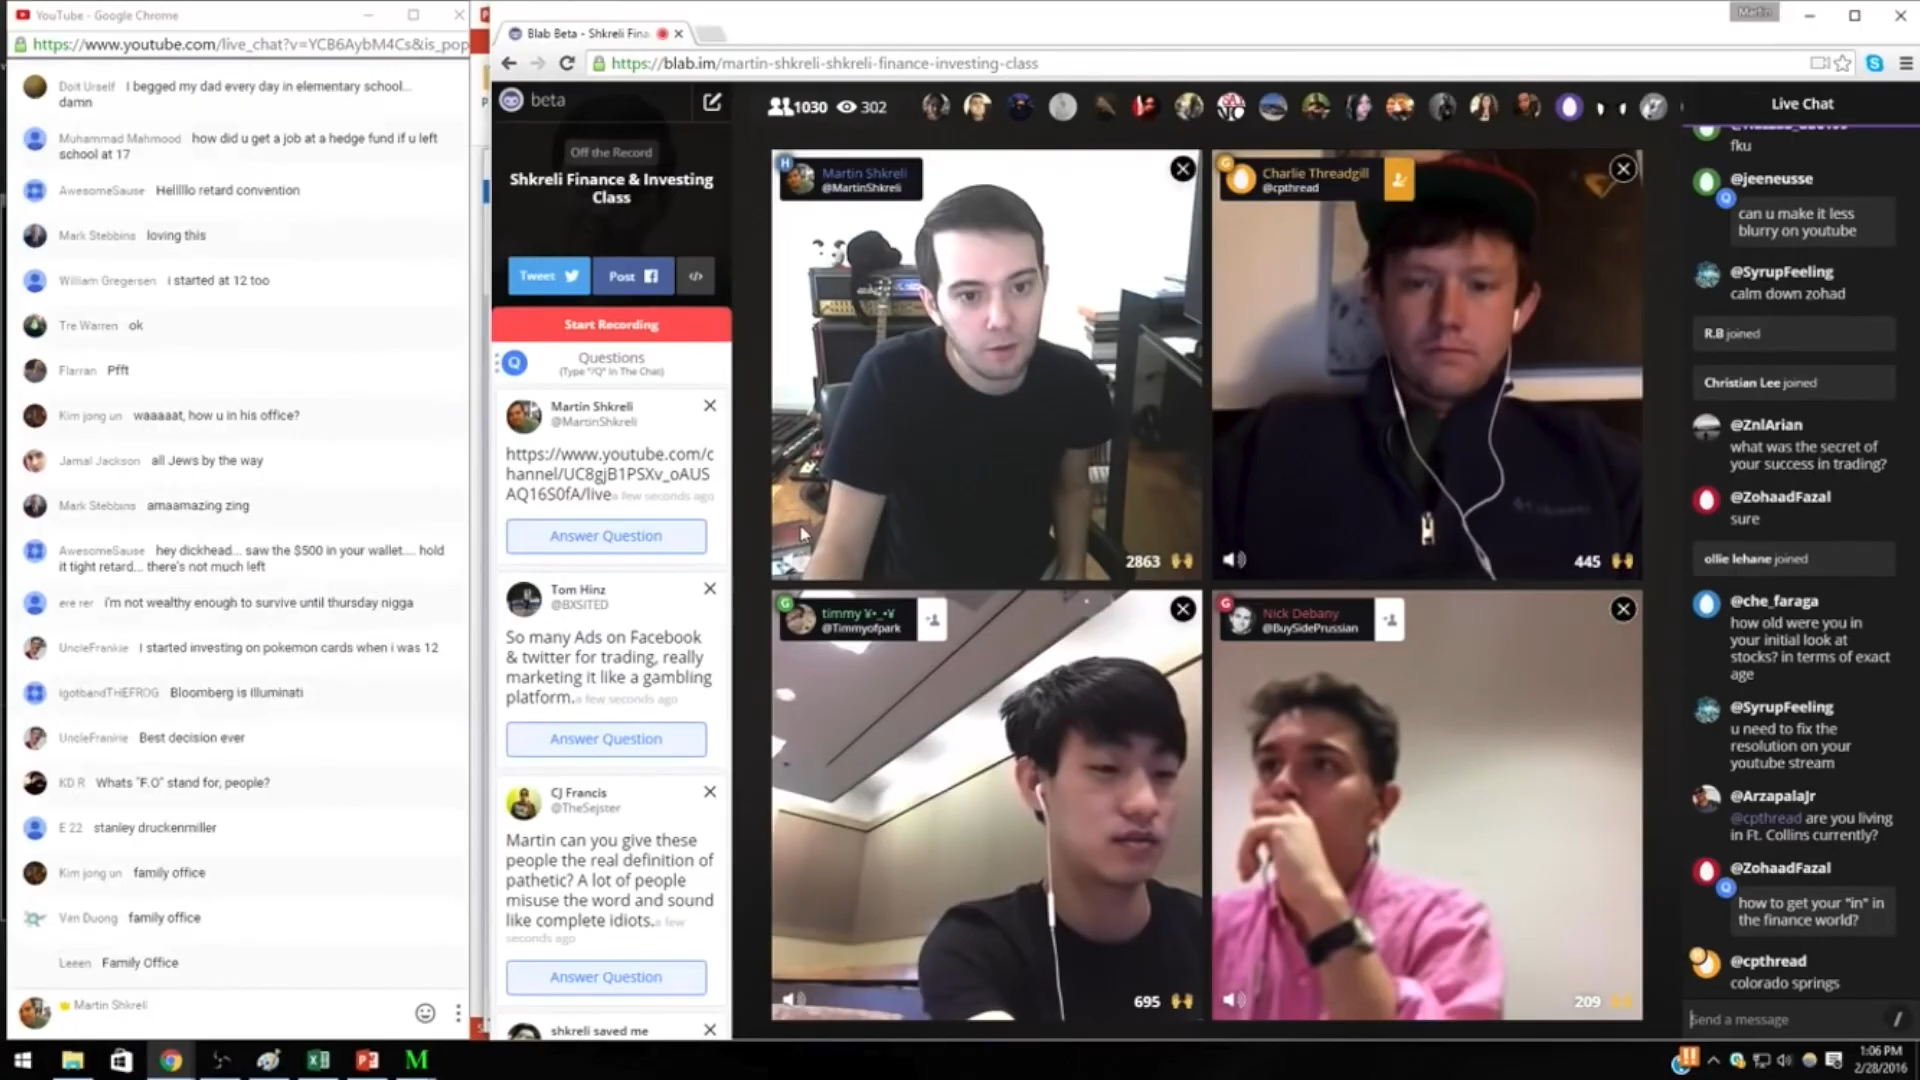 YouTube - Google Chrome
https://www.youtube.com/live_chat?v=YCB6AybM4Cs&is_pop
Doit Urself I begged my dad every day in elementary school...
damn
Muhammad Mahmood how did u get a job at a hedge fund if u left
school at 17
AwesomeSause Helllllo retard convention
Mark Stebbins loving this
William Gregersen i started at 12 too
Tre Warren ok
Flarran Pfft
Kim jong un waaaaat, how u in his office?
Jamal Jackson all Jews by the way
Mark Stebbins amaamazing zing
AwesomeSause hey dickhead... saw the $500 in your wallet.... hold
it tight retard... there's not much left
ere rer i'm not wealthy enough to survive until thursday nigga
UncleFrankie I started investing on pokemon cards when i was 12
IgotbandTHEFROG Bloomberg is Illuminati
UncleFrankie Best decision ever
KD R Whats "F.O" stand for, people?
E 22 stanley druckenmiller
Kim jong un family office
Van Duong family office
Leeen Family Office
Martin Shkreli
Martin
Blab Beta - Shkreli Fina
https://blab.im/martin-shkreli-shkreli-finance-investing-class
beta
Off the Record
Shkreli Finance & Investing
Class
Tweet
Post
</>
Start Recording
Q
Questions
(Type "/Q" In The Chat)
Martin Shkreli
@MartinShkreli
https://www.youtube.com/c
hannel/UC8gjB1PSXv_oAUS
AQ16S0fA/live a few seconds ago
Answer Question
Tom Hinz
@BXSITED
So many Ads on Facebook
& twitter for trading, really
marketing it like a gambling
platform. a few seconds ago
Answer Question
CJ Francis
@TheSejster
Martin can you give these
people the real definition of
pathetic? A lot of people
misuse the word and sound
like complete idiots. a few
seconds ago
Answer Question
shkreli saved me
1030 302
H
Martin Shkreli
@MartinShkreli
2863
G
Charlie Threadgill
@cpthread
Columbia
445
G
timmy ¥•_•¥
@Timmyofpark
695
G
Nick Debany
@BuySidePrussian
209
Live Chat
fku
@jeeneusse
Q
can u make it less
blurry on youtube
@SyrupFeeling
calm down zohad
R.B joined
Christian Lee joined
@ZnlArian
what was the secret of
your success in trading?
@ZohaadFazal
sure
ollie lehane joined
@che_faraga
how old were you in
your initial look at
stocks? in terms of exact
age
@SyrupFeeling
u need to fix the
resolution on your
youtube stream
@ArzapalaJr
@cpthread are you living
in Ft. Collins currently?
@ZohaadFazal
Q
how to get your "in" in
the finance world?
@cpthread
colorado springs
Send a message
/
1:06 PM
2/28/2016